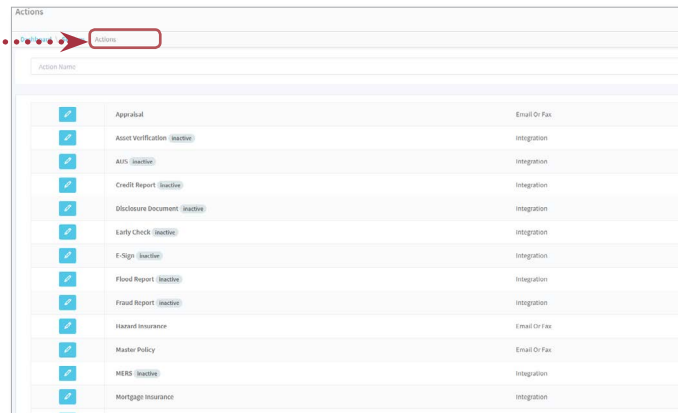 Actions
Actions
Action Name
Appraisal Email Or Fax
Asset Verification inactive Integration
AUS inactive Integration
Credit Report inactive Integration
Disclosure Document inactive Integration
Early Check inactive Integration
E-Sign inactive Integration
Flood Report inactive Integration
Fraud Report inactive Integration
Hazard Insurance Email Or Fax
Master Policy Email Or Fax
MERS inactive Integration
Mortgage Insurance Integration